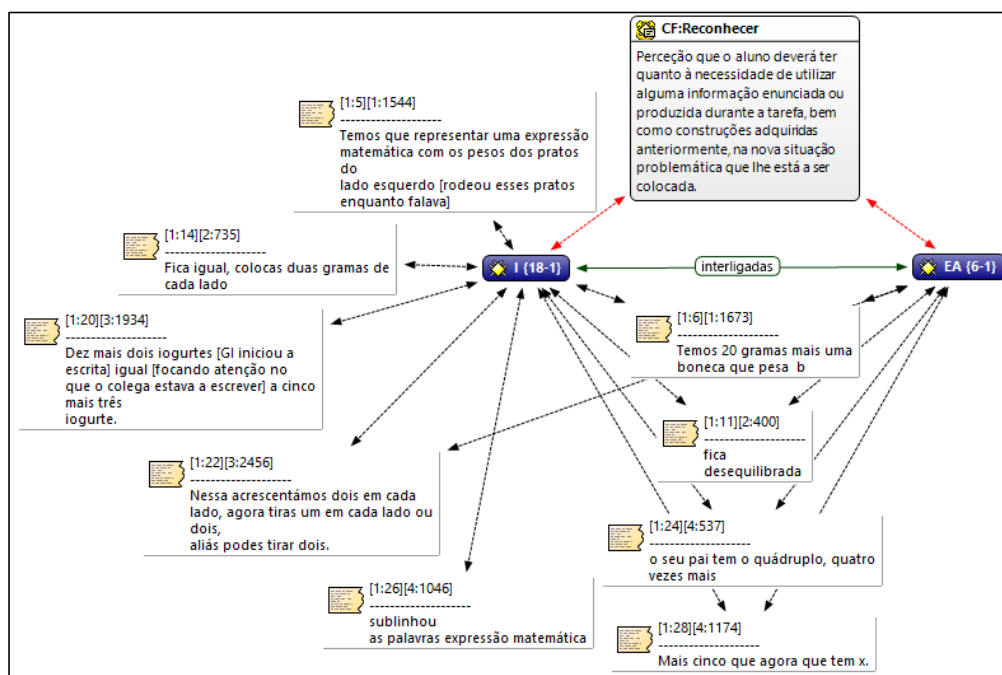 CF:Reconhecer
Perceção que o aluno deverá ter
quanto à necessidade de utilizar
alguma informação enunciada ou
produzida durante a tarefa, bem
como construções adquiridas
anteriormente, na nova situação
problemática que lhe está a ser
colocada.
[1:5][1:1544]
--------------------
Temos que representar uma expressão
matemática com os pesos dos pratos
do
lado esquerdo [rodeou esses pratos
enquanto falava]
[1:14][2:735]
--------------------
Fica igual, colocas duas gramas de
cada lado
I {18-1}
interligadas
EA {6-1}
[1:20][3:1934]
--------------------
Dez mais dois iogurtes [GI iniciou a
escrita] igual [focando atenção no
que o colega estava a escrever] a cinco
mais três
iogurte.
[1:6][1:1673]
--------------------
Temos 20 gramas mais uma
boneca que pesa b
[1:11][2:400]
--------------------
fica
desequilibrada
[1:22][3:2456]
--------------------
Nessa acrescentámos dois em cada
lado, agora tiras um em cada lado ou
dois,
aliás podes tirar dois.
[1:24][4:537]
--------------------
o seu pai tem o quádruplo, quatro
vezes mais
[1:26][4:1046]
--------------------
sublinhou
as palavras expressão matemática
[1:28][4:1174]
--------------------
Mais cinco que agora que tem x.